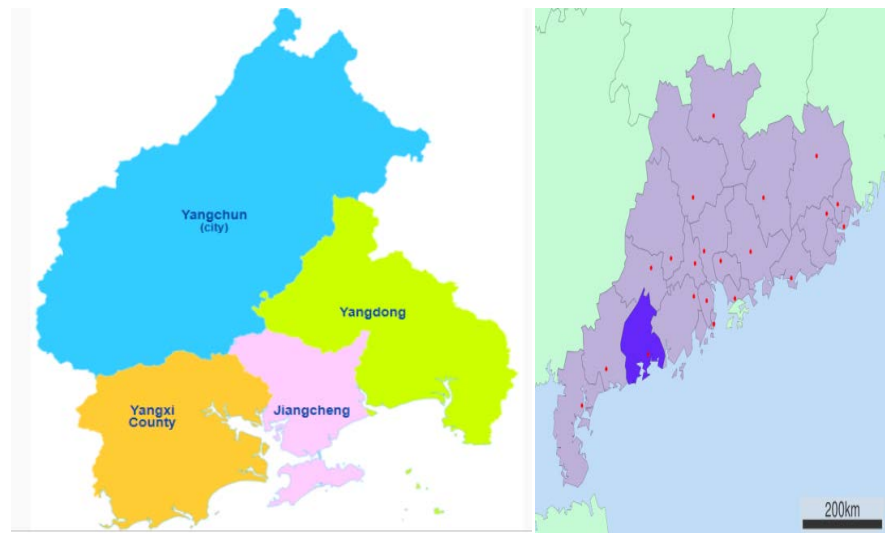 Yangchun
(city)
Yangdong
Yangxi
County
Jiangcheng
200km